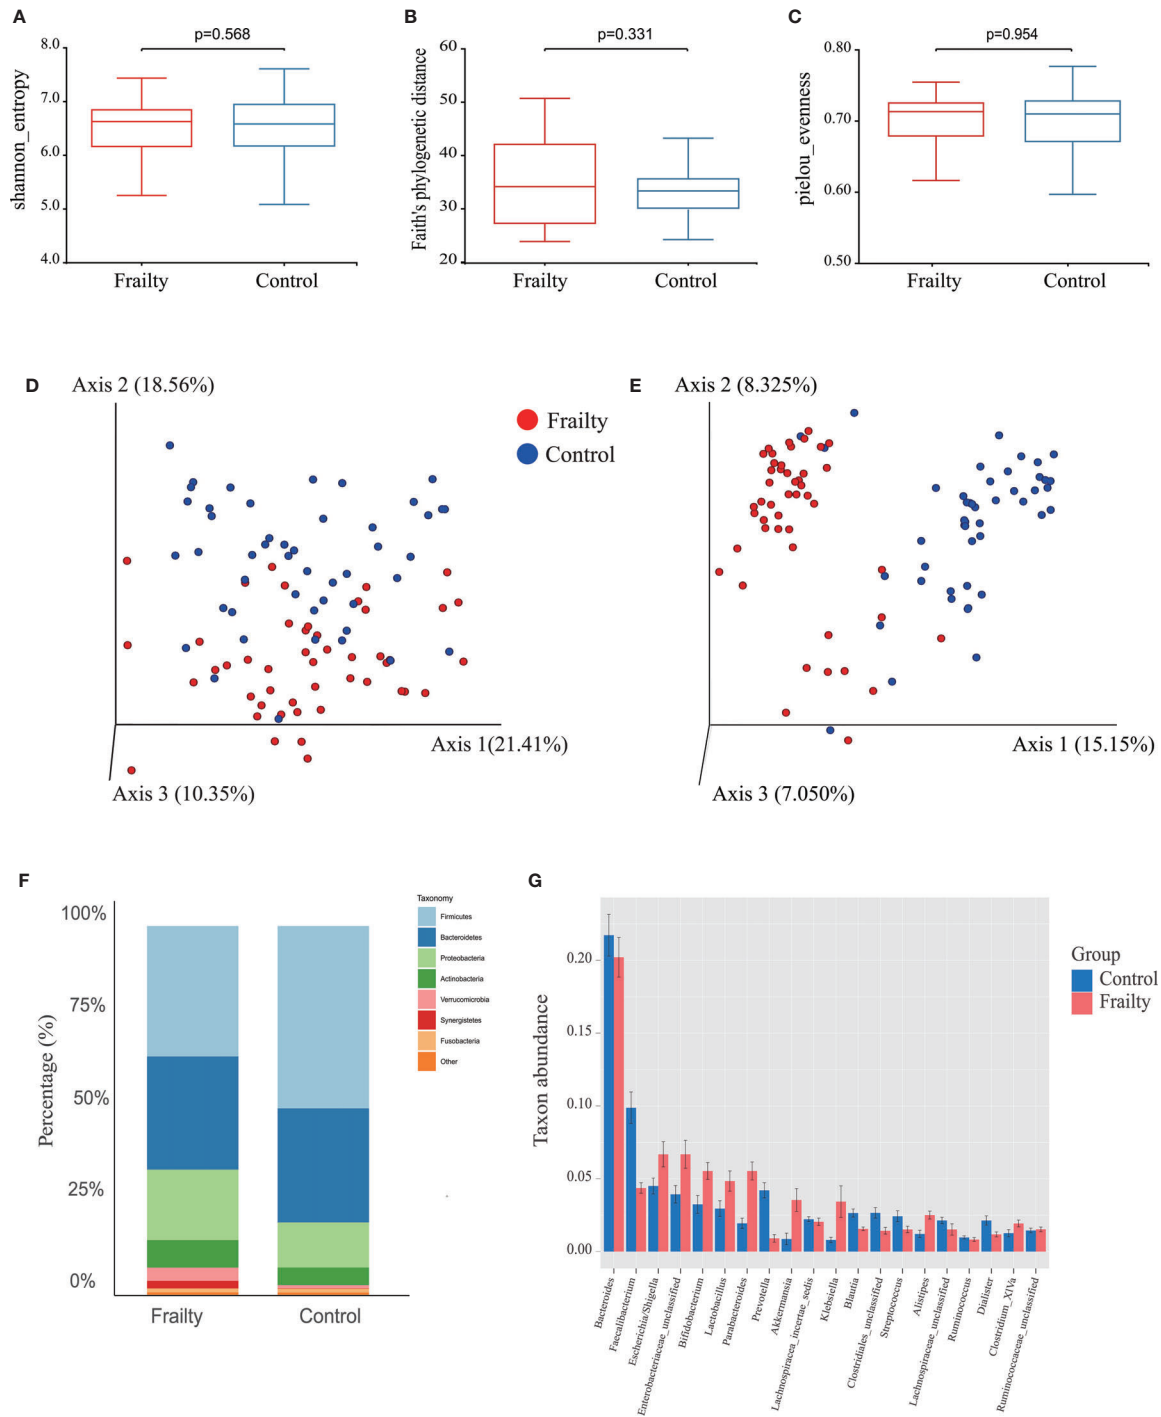 A
p=0.568
shannon_entropy
8.0
7.0
6.0
5.0
4.0
Frailty
Control
B
p=0.331
Faith's phylogenetic distance
60
50
40
30
20
Frailty
Control
C
p=0.954
pielou_evenness
0.80
0.70
0.60
0.50
Frailty
Control
D
Axis 2 (18.56%)
Axis 1(21.41%)
Axis 3 (10.35%)
Frailty
Control
E
Axis 2 (8.325%)
Axis 1 (15.15%)
Axis 3 (7.050%)
F
Percentage (%)
100%
75%
50%
25%
0%
Frailty
Control
Taxonomy
Firmicutes
Bacteroidetes
Proteobacteria
Actinobacteria
Verrucomicrobia
Synergistetes
Fusobacteria
Other
G
Taxon abundance
0.20
0.15
0.10
0.05
0.00
Bacteroides
Faecalibacterium
Escherichia/Shigella
Enterobacteriaceae_unclassified
Bifidobacterium
Lactobacillus
Parabacteroides
Prevotella
Akkermansia
Lachnospiracea_incertae_sedis
Klebsiella
Blautia
Clostridiales_unclassified
Streptococcus
Alistipes
Lachnospiraceae_unclassified
Ruminococcus
Dialister
Clostridium_XIVa
Ruminococcaceae_unclassified
Group
Control
Frailty